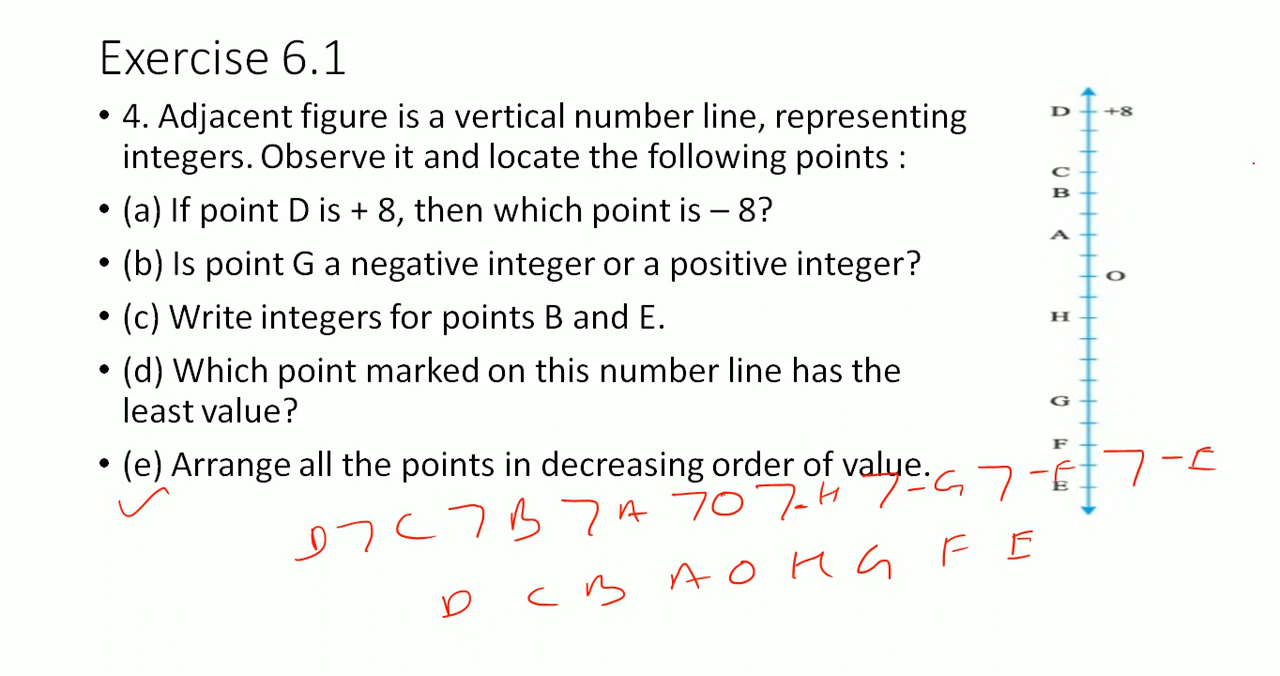 Exercise 6.1
• 4. Adjacent figure is a vertical number line, representing
integers. Observe it and locate the following points :
• (a) If point D is + 8, then which point is – 8?
• (b) Is point G a negative integer or a positive integer?
• (c) Write integers for points B and E.
• (d) Which point marked on this number line has the
least value?
• (e) Arrange all the points in decreasing order of value.
D > C > B > A > O > -H > -G > -F > -E
D C B A O H G F E
D +8
C
B
A
O
H
G
F
E